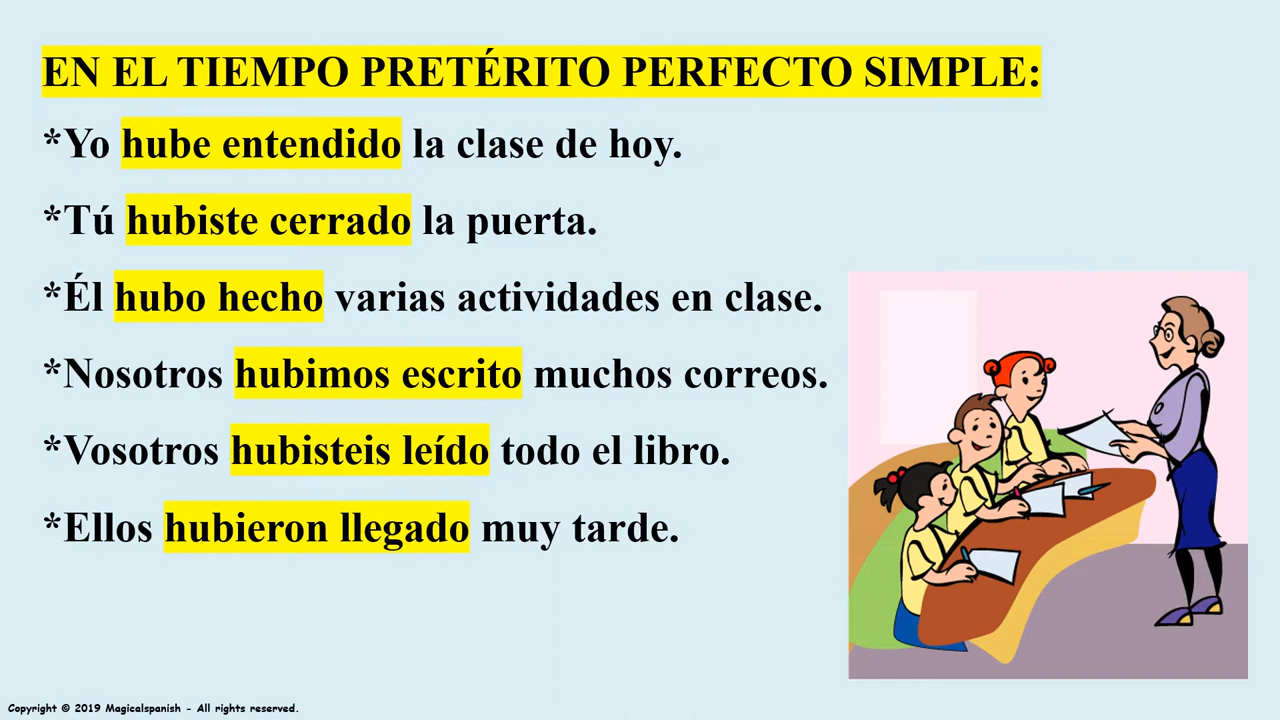 EN EL TIEMPO PRETÉRITO PERFECTO SIMPLE:
*Yo hube entendido la clase de hoy.
*Tú hubiste cerrado la puerta.
*Él hubo hecho varias actividades en clase.
*Nosotros hubimos escrito muchos correos.
*Vosotros hubisteis leído todo el libro.
*Ellos hubieron llegado muy tarde.
Copyright © 2019 Magicalspanish - All rights reserved.